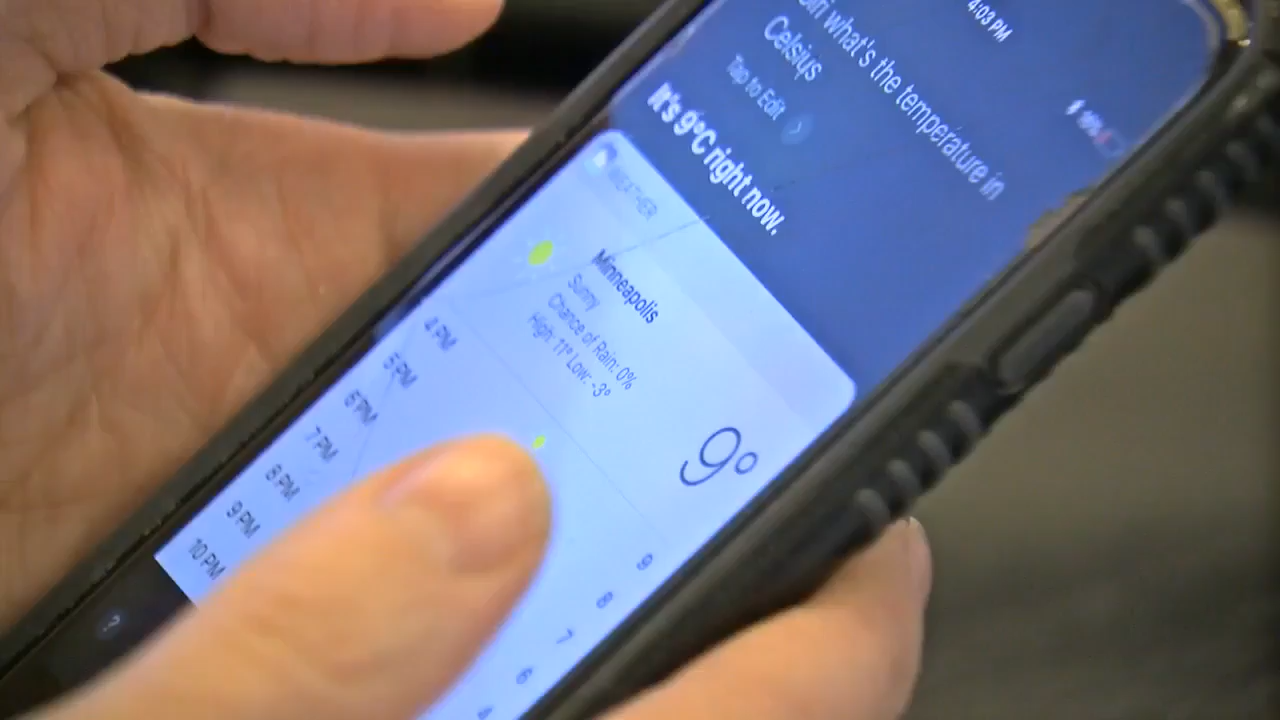 4:03 PM
what's the temperature in
Celsius
Tap to Edit
It's 9°C right now.
WEATHER
Minneapolis
Sunny
Chance of Rain: 0%
High: 11° Low: -3°
9°
4 PM
9
5 PM
8
6 PM
7
7 PM
6
8 PM
4
9 PM
10 PM
?